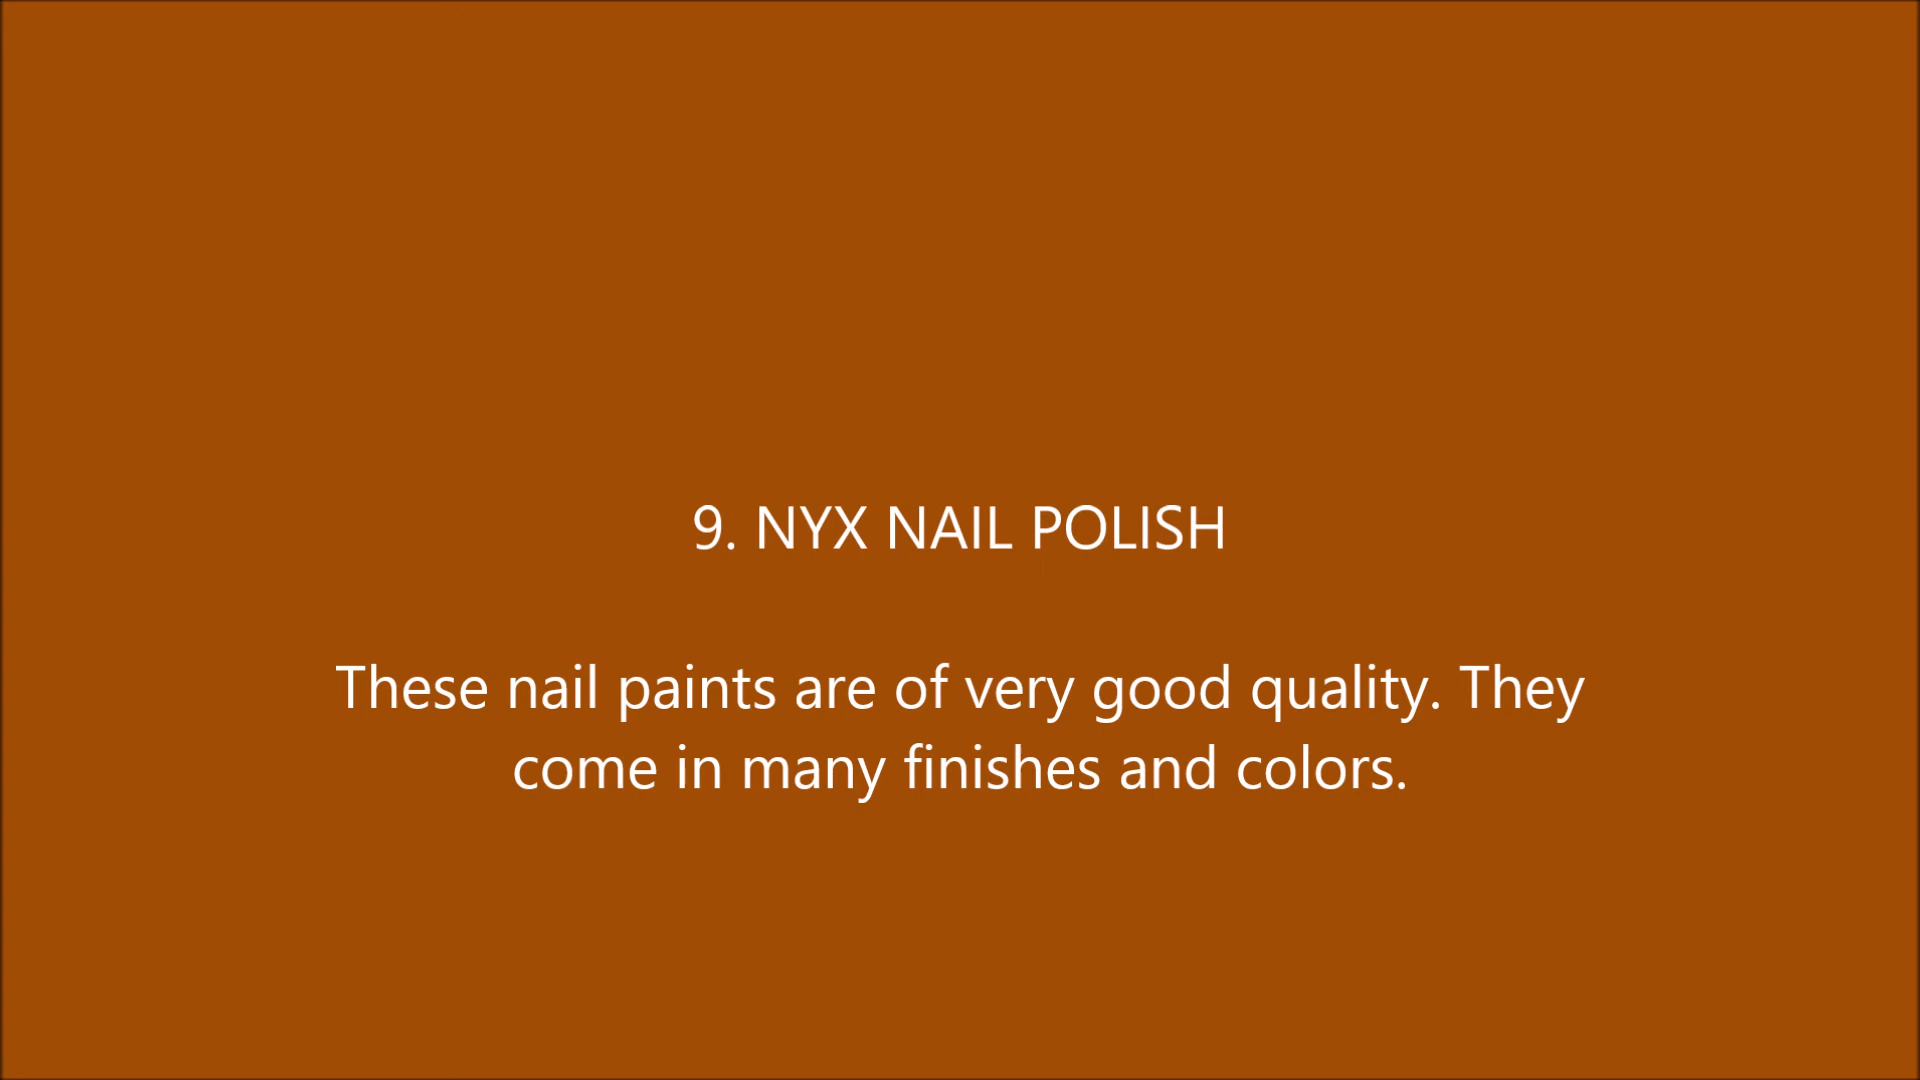 9. NYX NAIL POLISH
These nail paints are of very good quality. They
come in many finishes and colors.